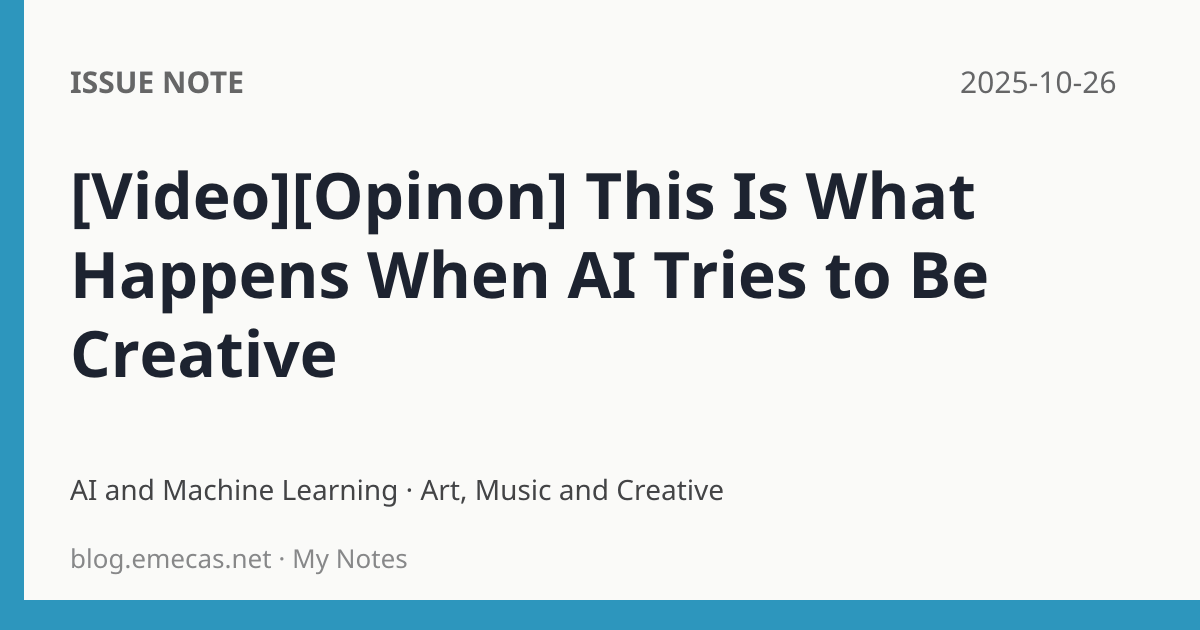 ISSUE NOTE
2025-10-26
[Video][Opinon] This Is What
Happens When AI Tries to Be
Creative
AI and Machine Learning · Art, Music and Creative
blog.emecas.net · My Notes